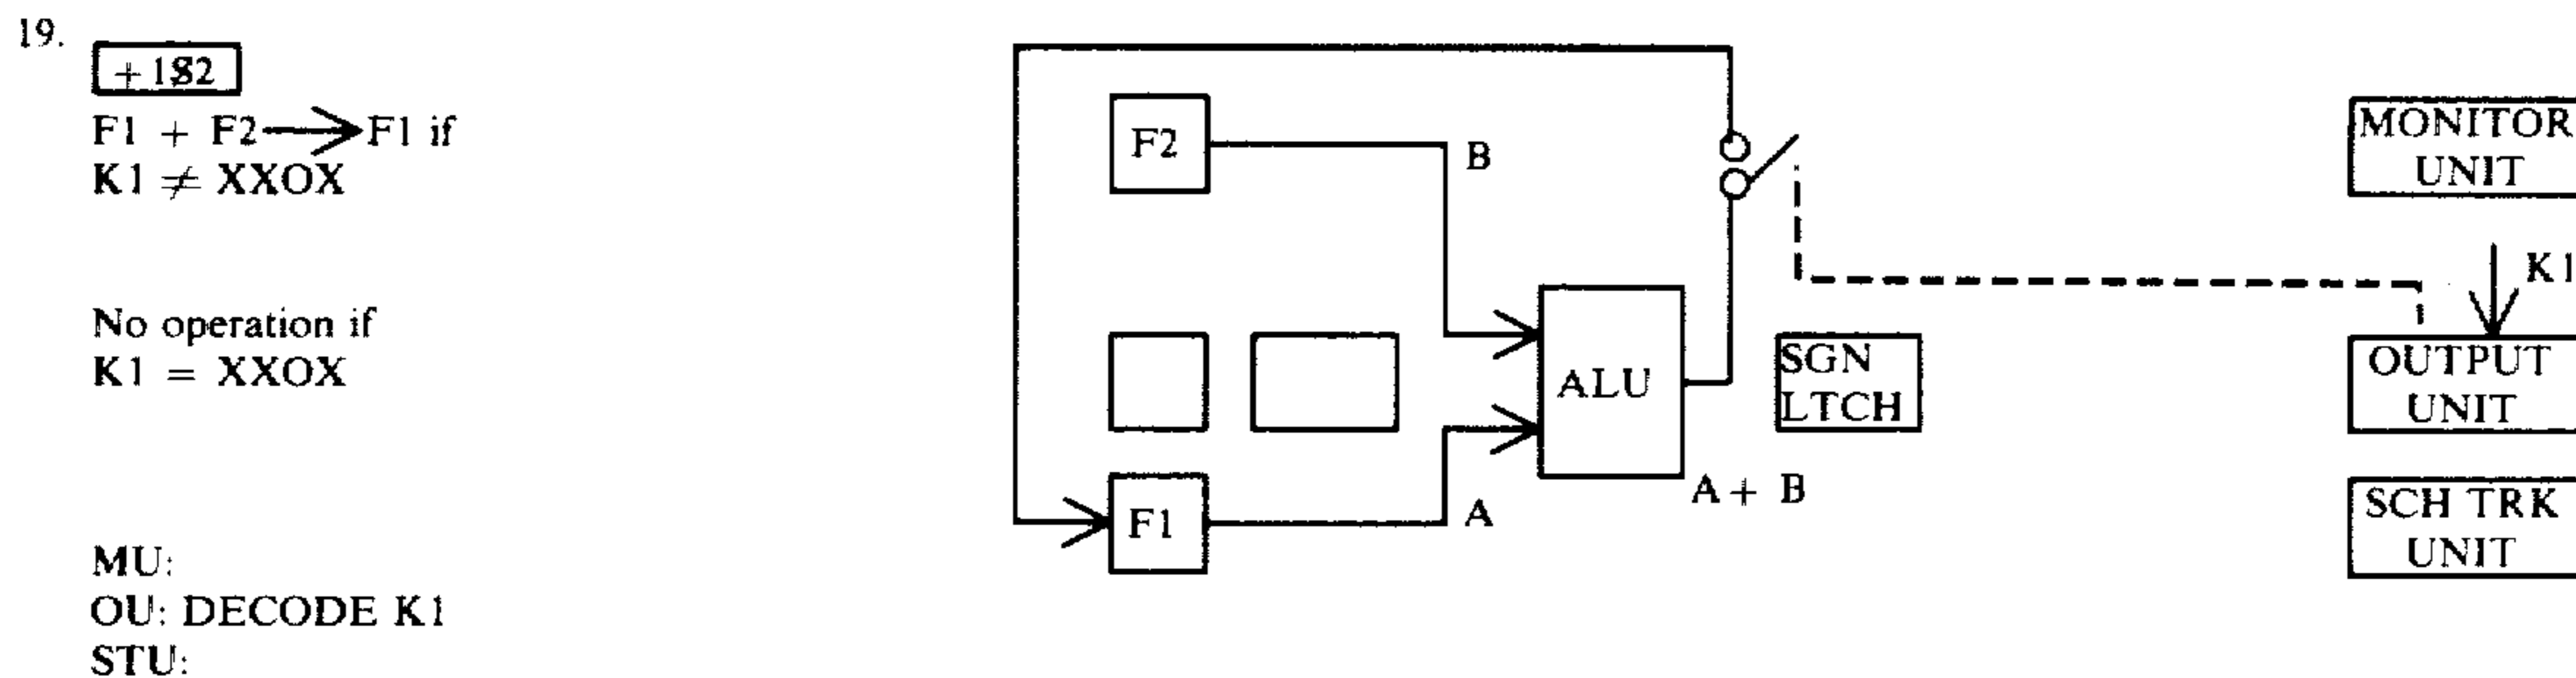 19.
+1S2
F1 + F2 → F1 if
K1 ≠ XXOX
No operation if
K1 = XXOX
MU:
OU: DECODE K1
STU:
F2
B
ALU
SGN
LTCH
A + B
F1
A
MONITOR
UNIT
K1
OUTPUT
UNIT
SCH TRK
UNIT